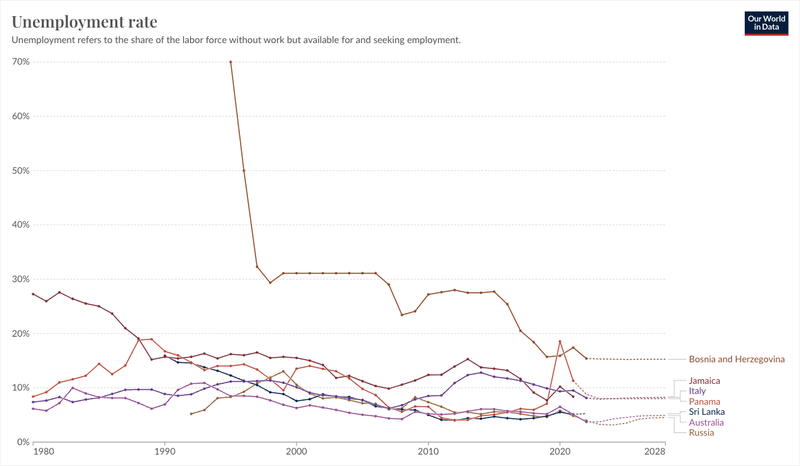 Unemployment rate
Our World
in Data
Unemployment refers to the share of the labor force without work but available for and seeking employment.
70%
60%
50%
40%
30%
20%
10%
0%
1980
1990
2000
2010
2020
2028
Bosnia and Herzegovina
Jamaica
Italy
Panama
Sri Lanka
Australia
Russia